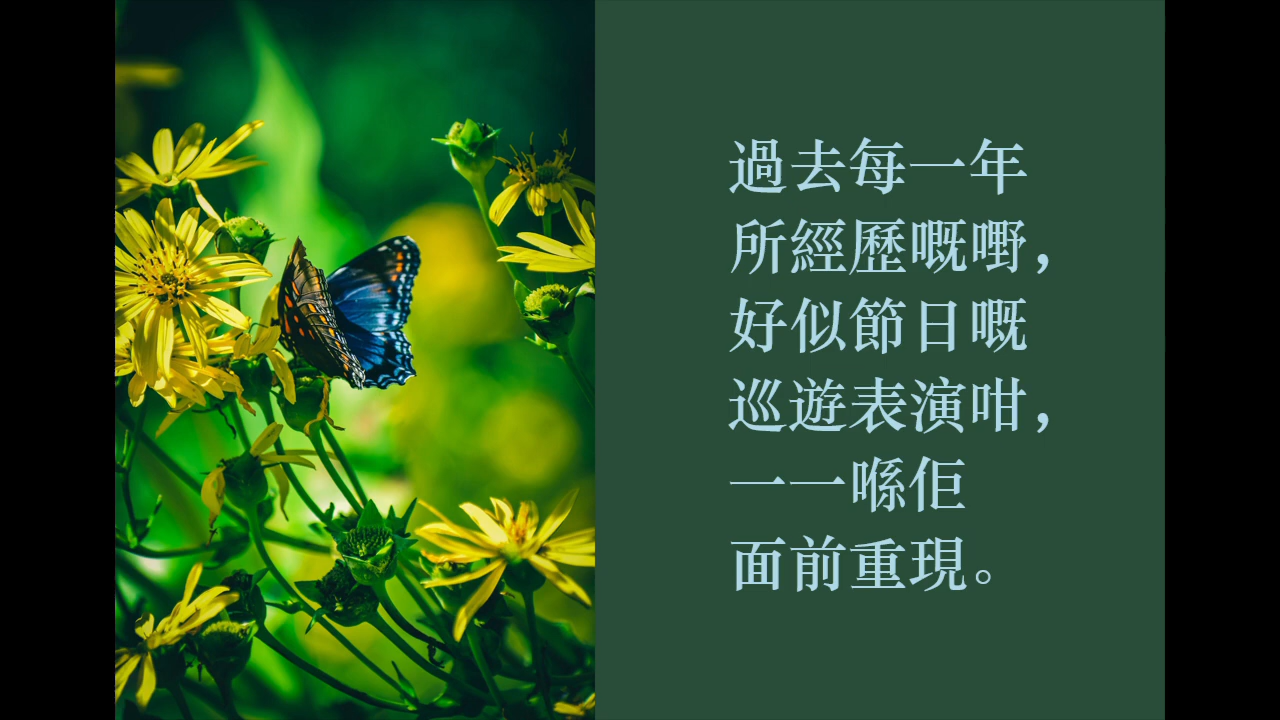 過去每一年
所經歷嘅嘢，
好似節日嘅
巡遊表演咁，
一一喺佢
面前重現。